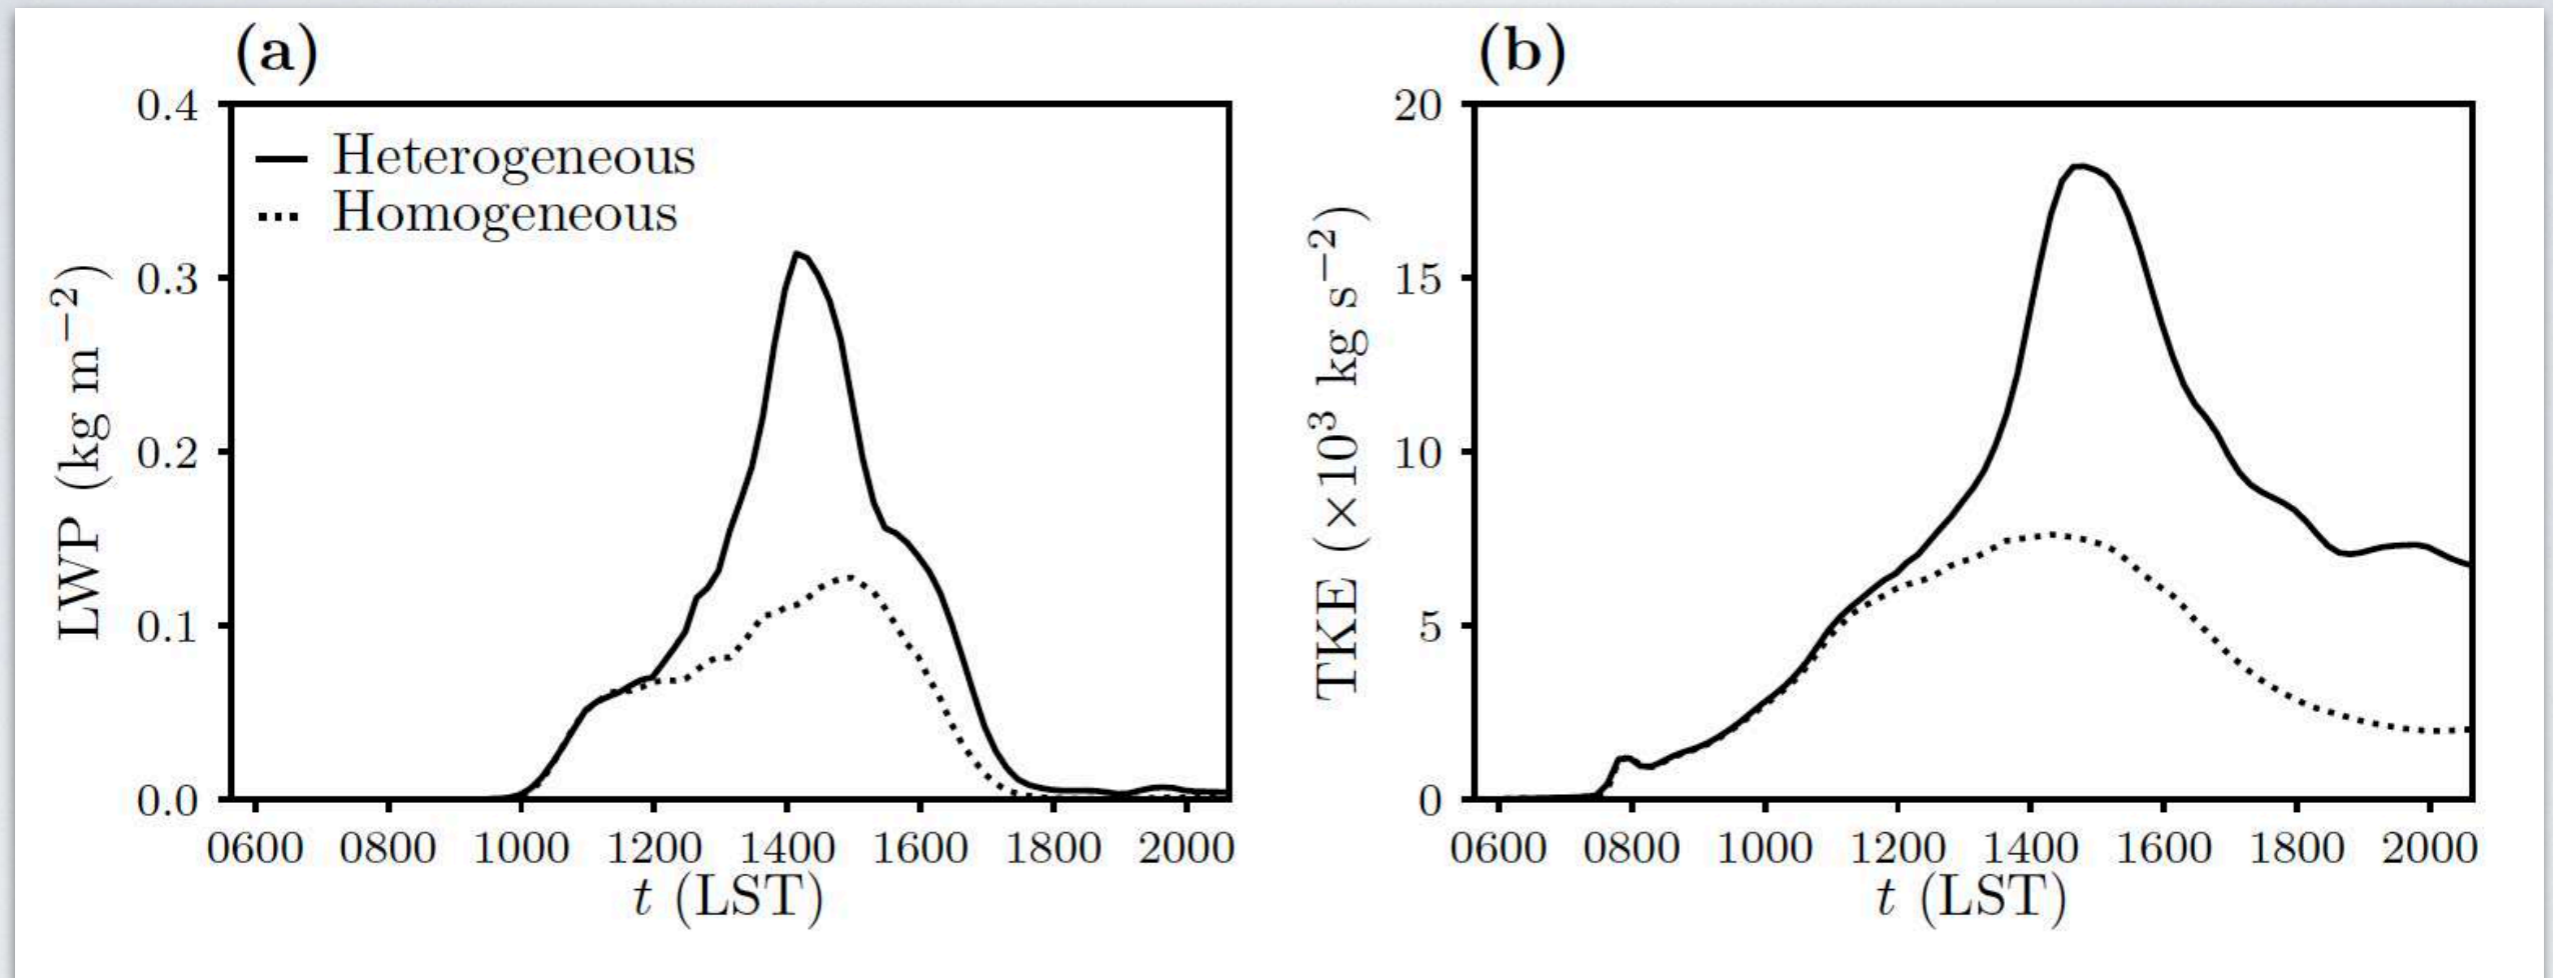 (a)
LWP (kg m⁻²)
0.4
0.3
0.2
0.1
0.0
Heterogeneous
Homogeneous
0600 0800 1000 1200 1400 1600 1800 2000
t (LST)
(b)
TKE (×10³ kg s⁻²)
20
15
10
5
0
0600 0800 1000 1200 1400 1600 1800 2000
t (LST)